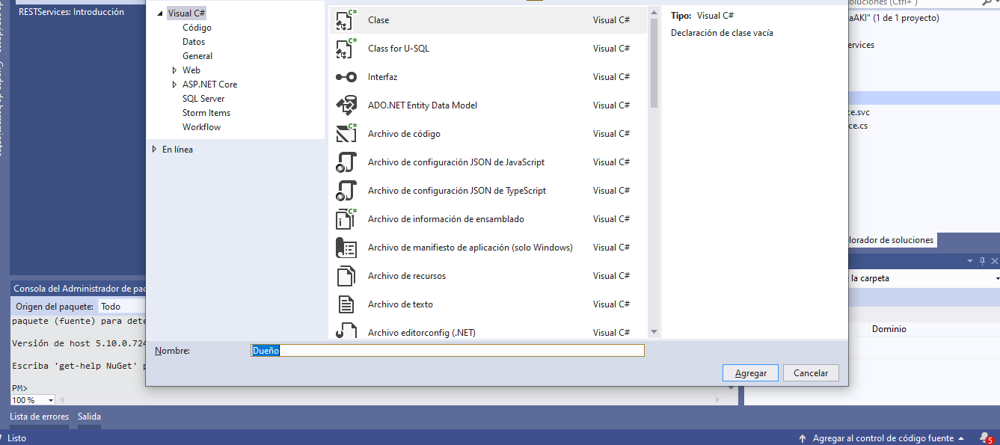 RESTServices: Introducción
Visual C#
Código
Datos
General
Web
ASP.NET Core
SQL Server
Storm Items
Workflow
En línea
Clase Visual C#
Class for U-SQL Visual C#
Interfaz Visual C#
ADO.NET Entity Data Model Visual C#
Archivo de código Visual C#
Archivo de configuración JSON de JavaScript Visual C#
Archivo de configuración JSON de TypeScript Visual C#
Archivo de información de ensamblado Visual C#
Archivo de manifiesto de aplicación (solo Windows) Visual C#
Archivo de recursos Visual C#
Archivo de texto Visual C#
Archivo editorconfig (.NET) Visual C#
Tipo: Visual C#
Declaración de clase vacía
Nombre: Dueño
Agregar Cancelar
oluciones (Ctrl+ )
aAKI" (1 de 1 proyecto)
ervices
ce.svc
ce.cs
lorador de soluciones
la carpeta
Dominio
Consola del Administrador de paq
Origen del paquete: Todo
paquete (fuente) para dete
Versión de host 5.10.0.724
Escriba 'get-help NuGet' p
PM>
100 %
Lista de errores Salida
Listo Agregar al control de código fuente 5